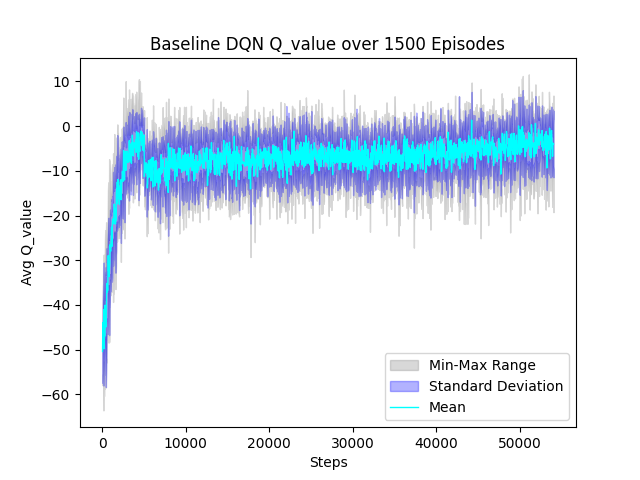 Baseline DQN Q_value over 1500 Episodes
Avg Q_value
10
0
−10
−20
−30
−40
−50
−60
0
10000
20000
30000
40000
50000
Steps
Min-Max Range
Standard Deviation
Mean